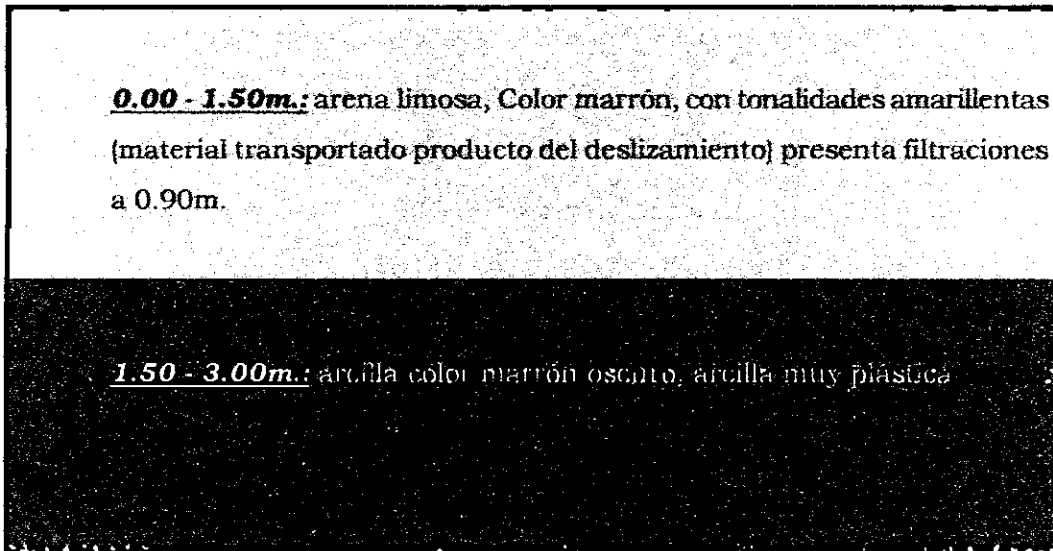 0.00 - 1.50m.: arena limosa, Color marrón, con tonalidades amarillentas
(material transportado producto del deslizamiento) presenta filtraciones
a 0.90m.
1.50 - 3.00m.: arcilla color marrón oscuro, arcilla muy plástica